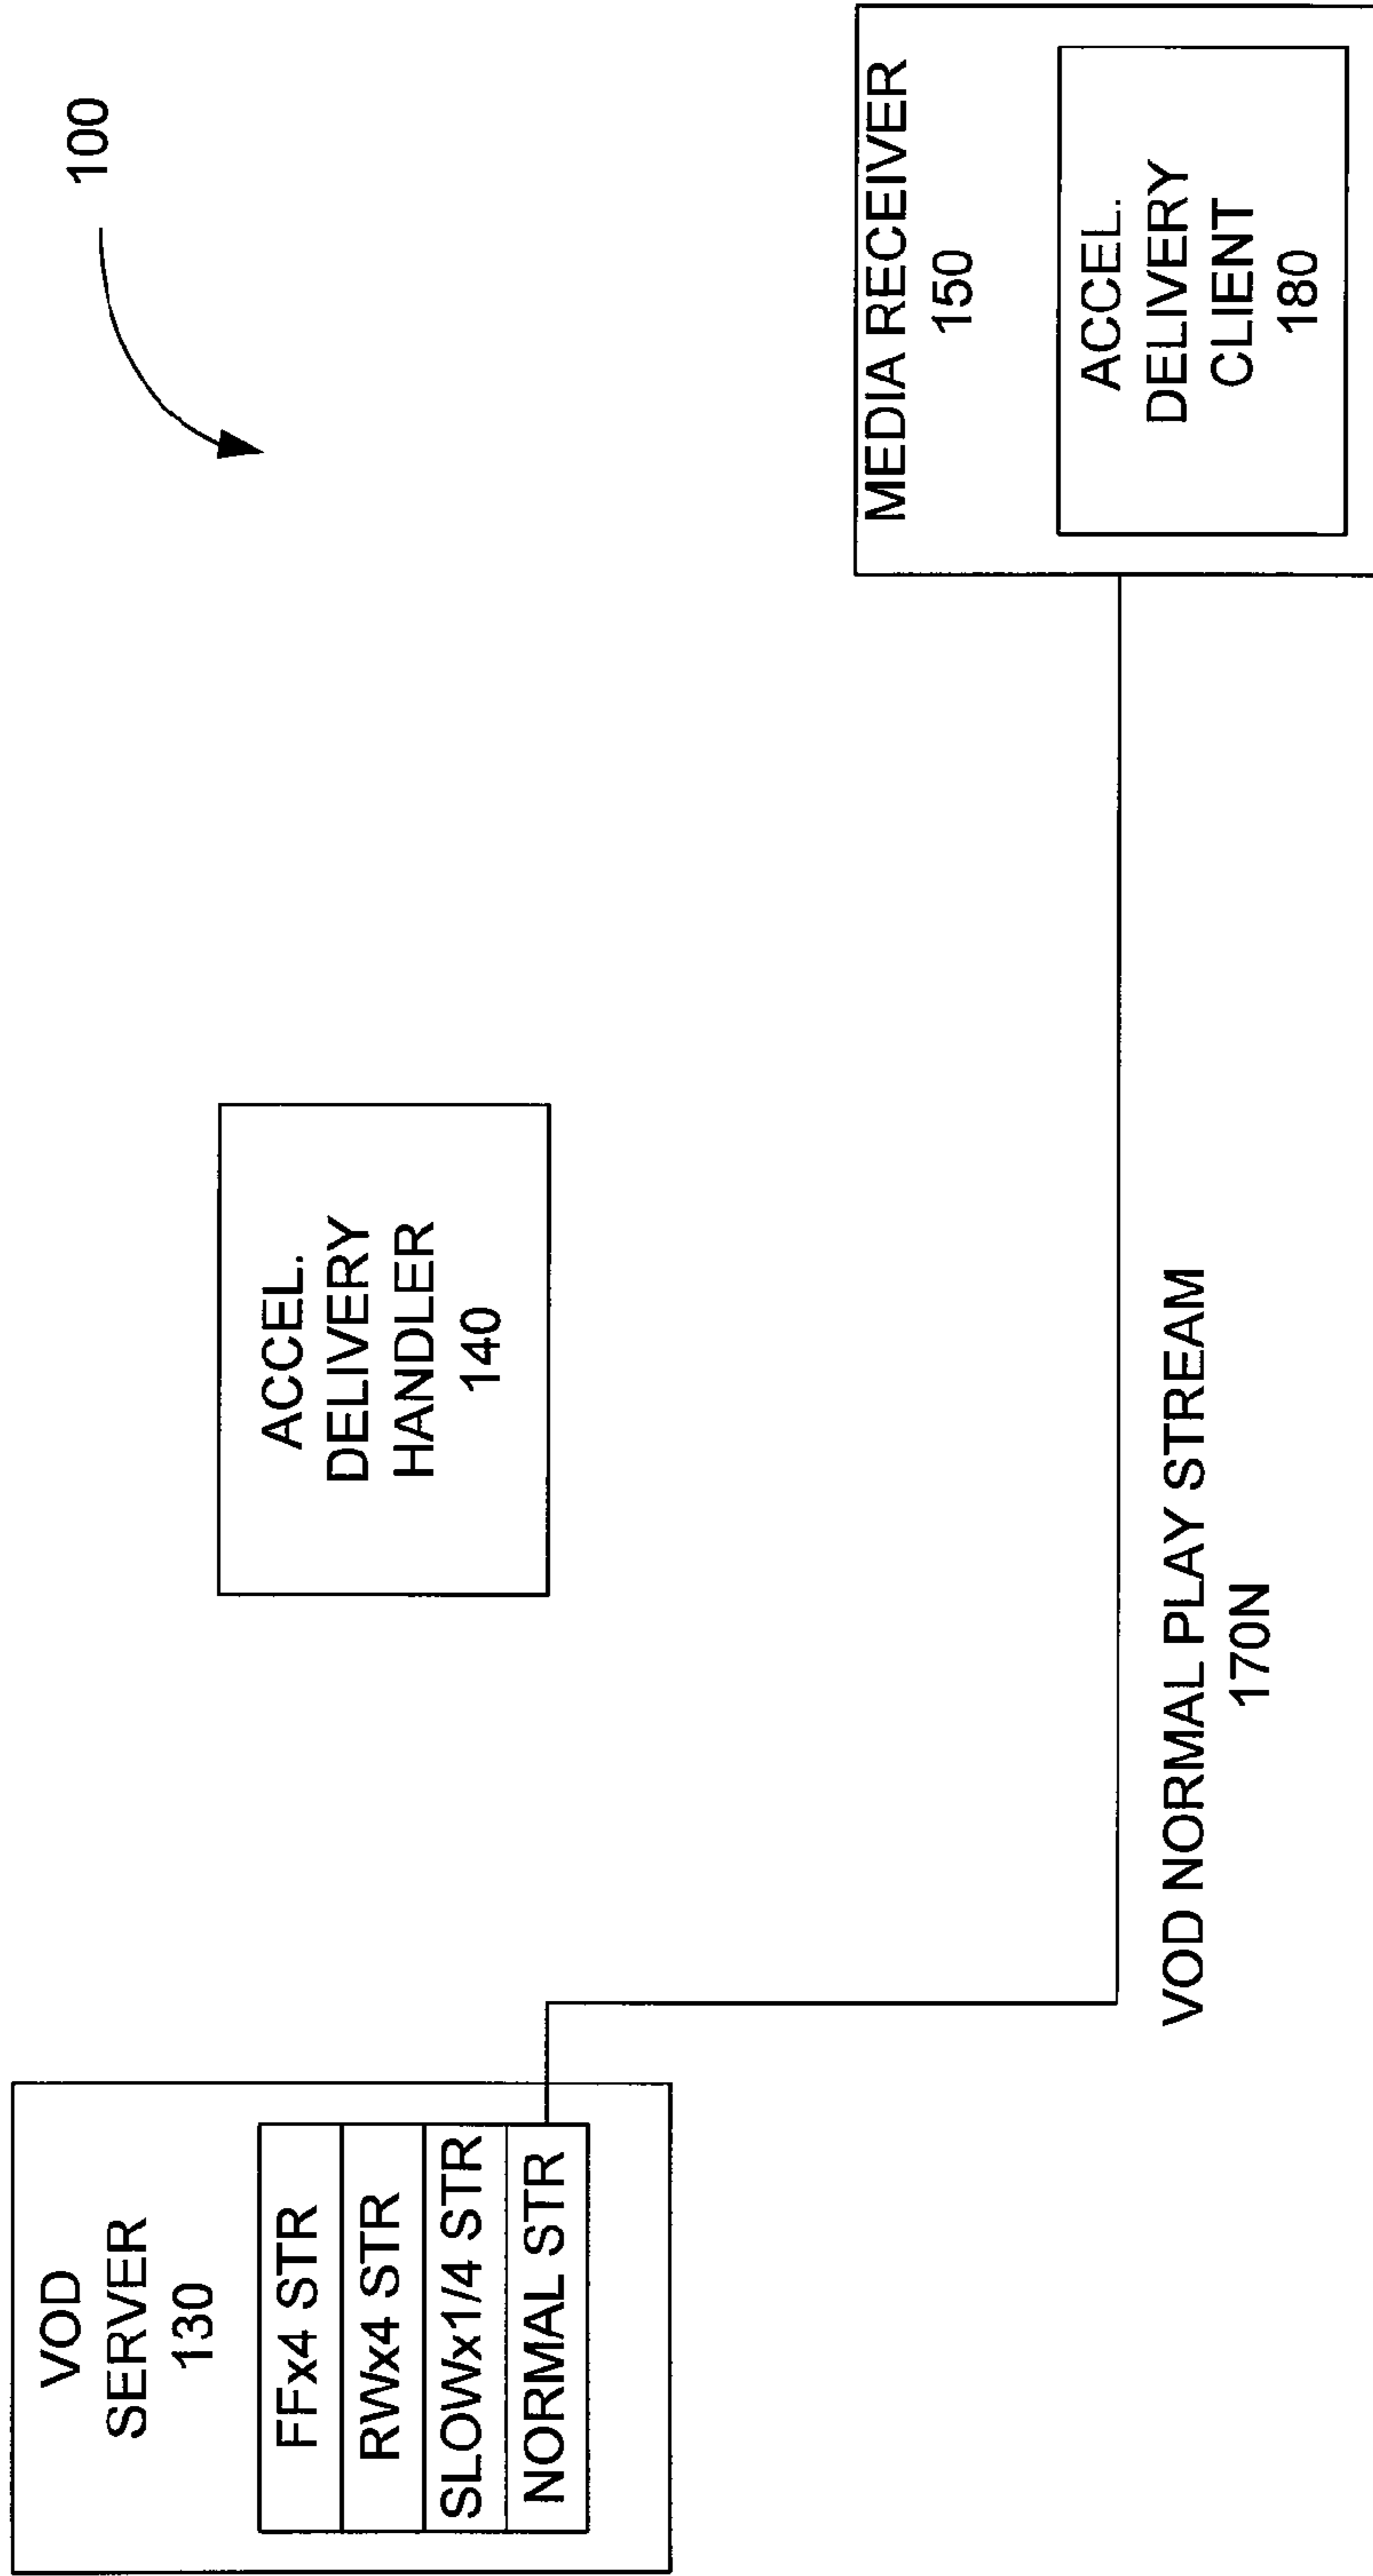 100
VOD
SERVER
130
FFx4 STR
RWx4 STR
SLOWx1/4 STR
NORMAL STR
ACCEL.
DELIVERY
HANDLER
140
MEDIA RECEIVER
150
ACCEL.
DELIVERY
CLIENT
180
VOD NORMAL PLAY STREAM
170N